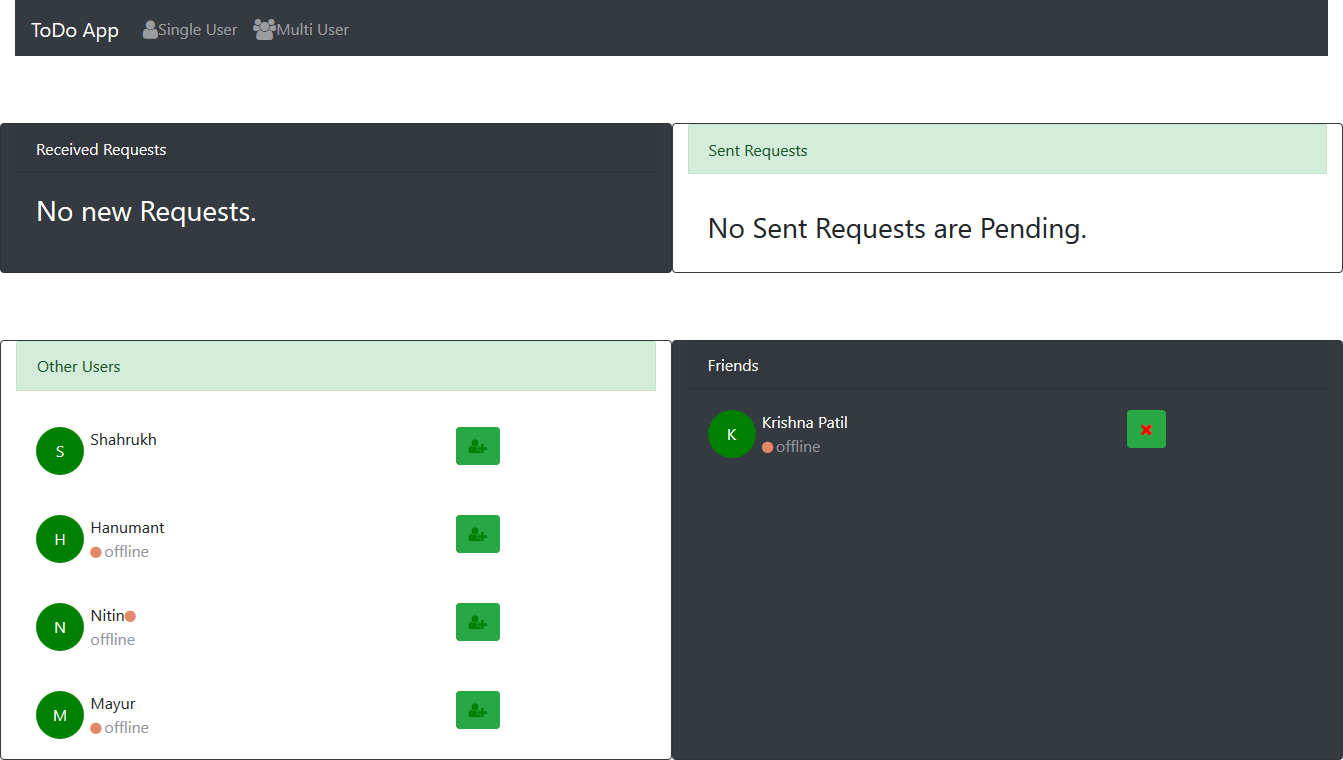 ToDo App Single User Multi User
Received Requests
No new Requests.
Sent Requests
No Sent Requests are Pending.
Other Users
S Shahrukh
H Hanumant
offline
N Nitin
offline
M Mayur
offline
Friends
K Krishna Patil
offline